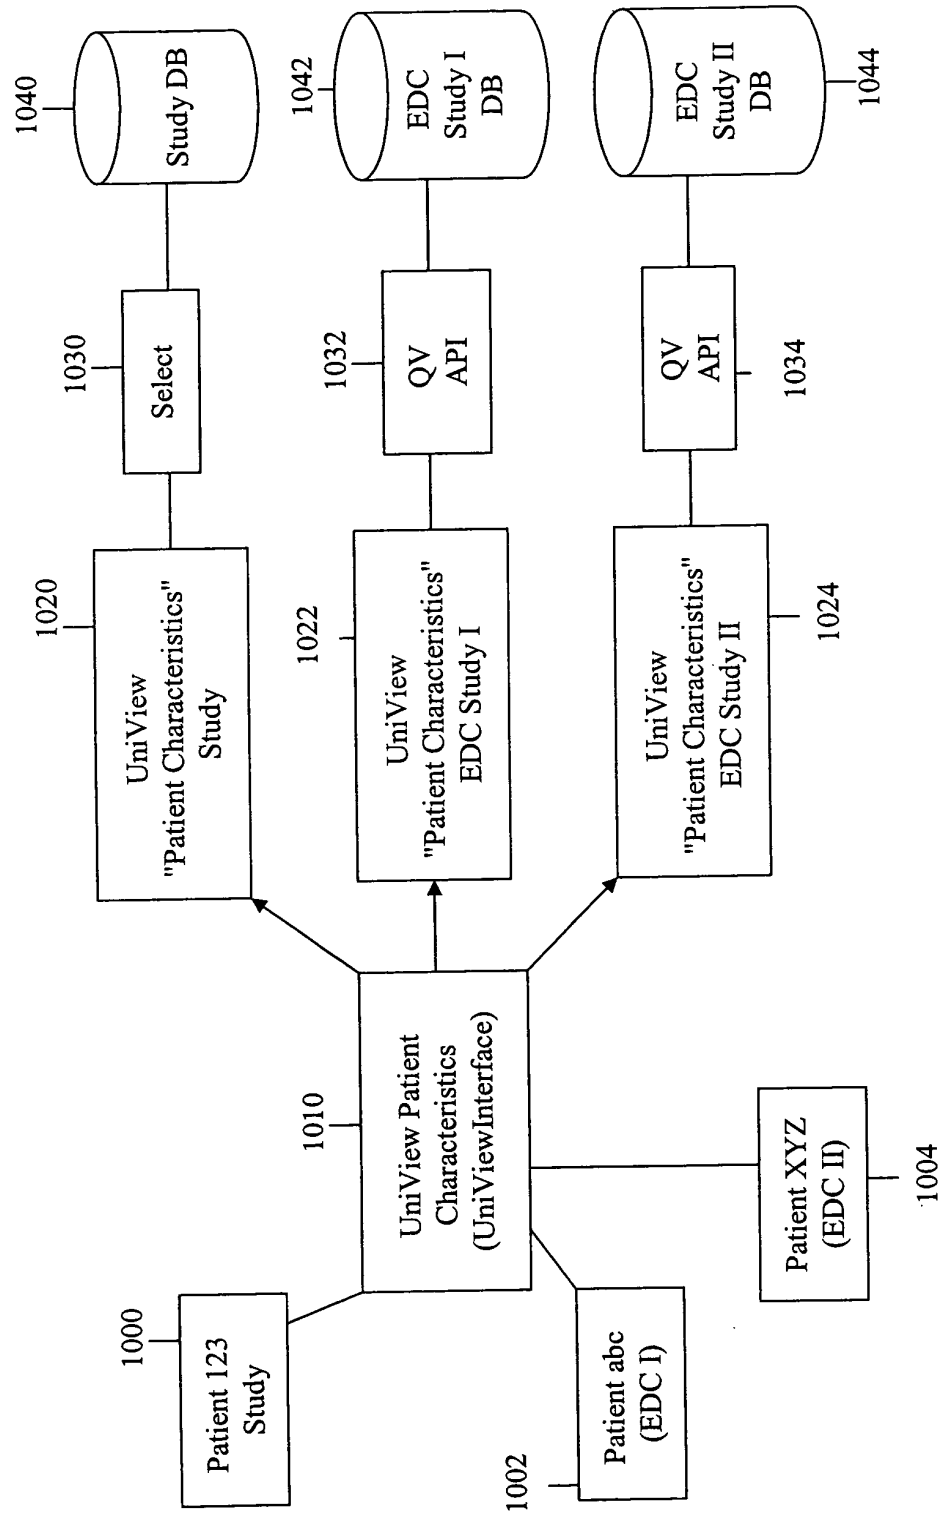 1000
Patient 123
Study
1002
Patient abc
(EDC I)
Patient XYZ
(EDC II)
1004
1010
UniView Patient
Characteristics
(UniViewInterface)
1020
UniView
"Patient Characteristics"
Study
1022
UniView
"Patient Characteristics"
EDC Study I
UniView
"Patient Characteristics"
EDC Study II
1024
1030
Select
1032
QV
API
QV
API
1034
1040
Study DB
1042
EDC
Study I
DB
EDC
Study II
DB
1044